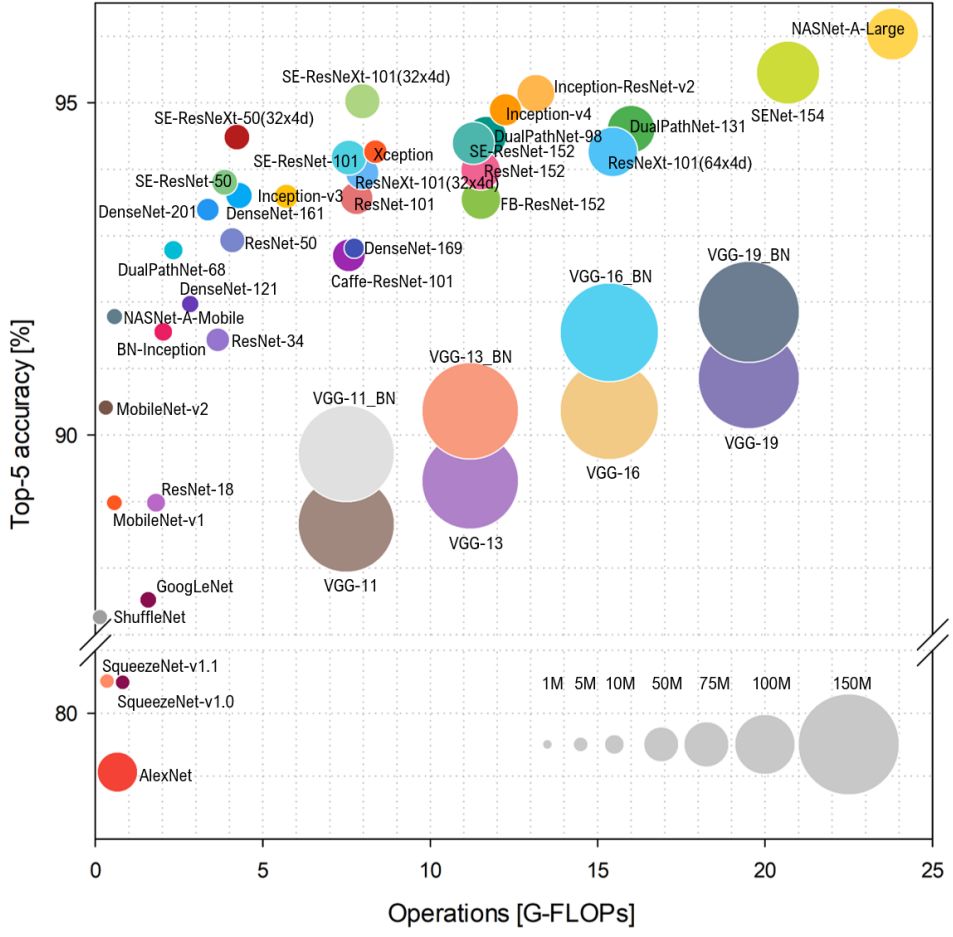 NASNet-A-Large
SE-ResNeXt-101(32x4d)
Inception-ResNet-v2
95
SENet-154
SE-ResNeXt-50(32x4d)
Inception-v4
DualPathNet-131
DualPathNet-98
SE-ResNet-152
SE-ResNet-101
Xception
ResNeXt-101(64x4d)
ResNet-152
SE-ResNet-50
ResNeXt-101(32x4d)
Inception-v3
ResNet-101
FB-ResNet-152
DenseNet-201
DenseNet-161
ResNet-50
DenseNet-169
DualPathNet-68
Caffe-ResNet-101
VGG-16_BN
VGG-19_BN
DenseNet-121
NASNet-A-Mobile
BN-Inception
ResNet-34
VGG-13_BN
VGG-11_BN
MobileNet-v2
90
VGG-19
VGG-16
ResNet-18
MobileNet-v1
VGG-13
VGG-11
GoogLeNet
ShuffleNet
Top-5 accuracy [%]
SqueezeNet-v1.1
SqueezeNet-v1.0
1M 5M 10M 50M 75M 100M 150M
80
AlexNet
0 5 10 15 20 25
Operations [G-FLOPs]